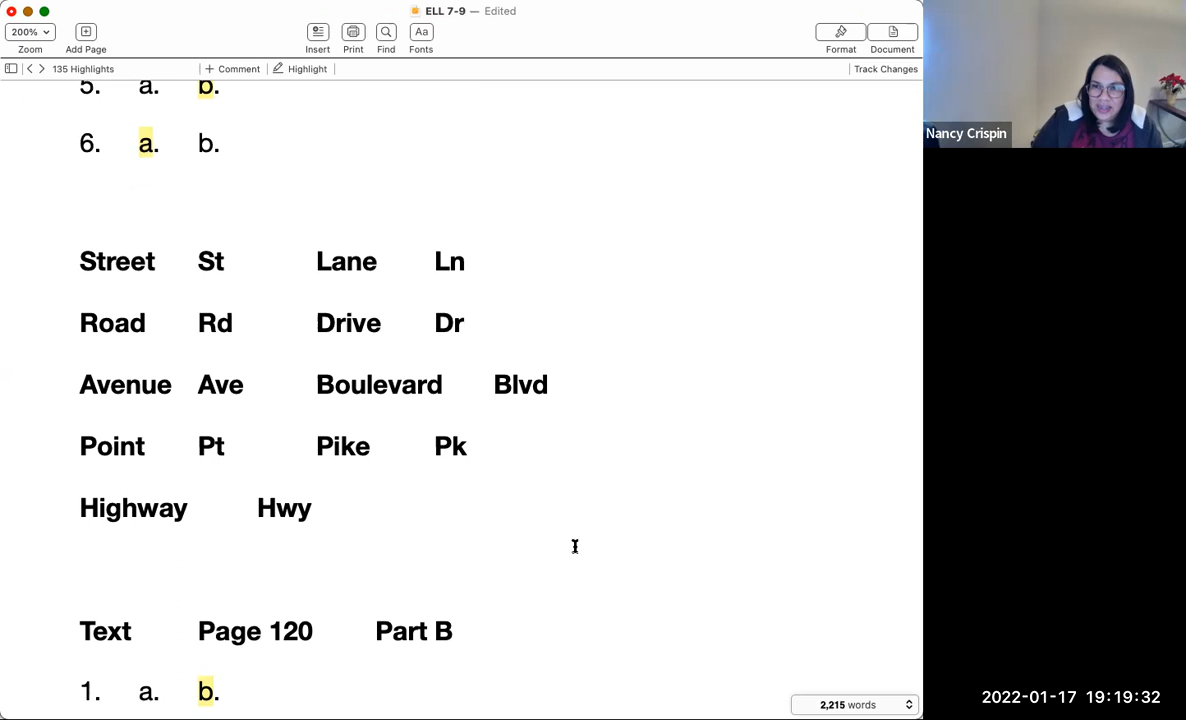 ELL 7-9 — Edited
200%
Zoom
Add Page
Insert
Print
Find
Aa
Fonts
Format
Document
135 Highlights
+ Comment
Highlight
Track Changes
5. a. b.
6. a. b.
Street St Lane Ln
Road Rd Drive Dr
Avenue Ave Boulevard Blvd
Point Pt Pike Pk
Highway Hwy
Text Page 120 Part B
1. a. b.
2,215 words
Nancy Crispin
2022-01-17 19:19:32